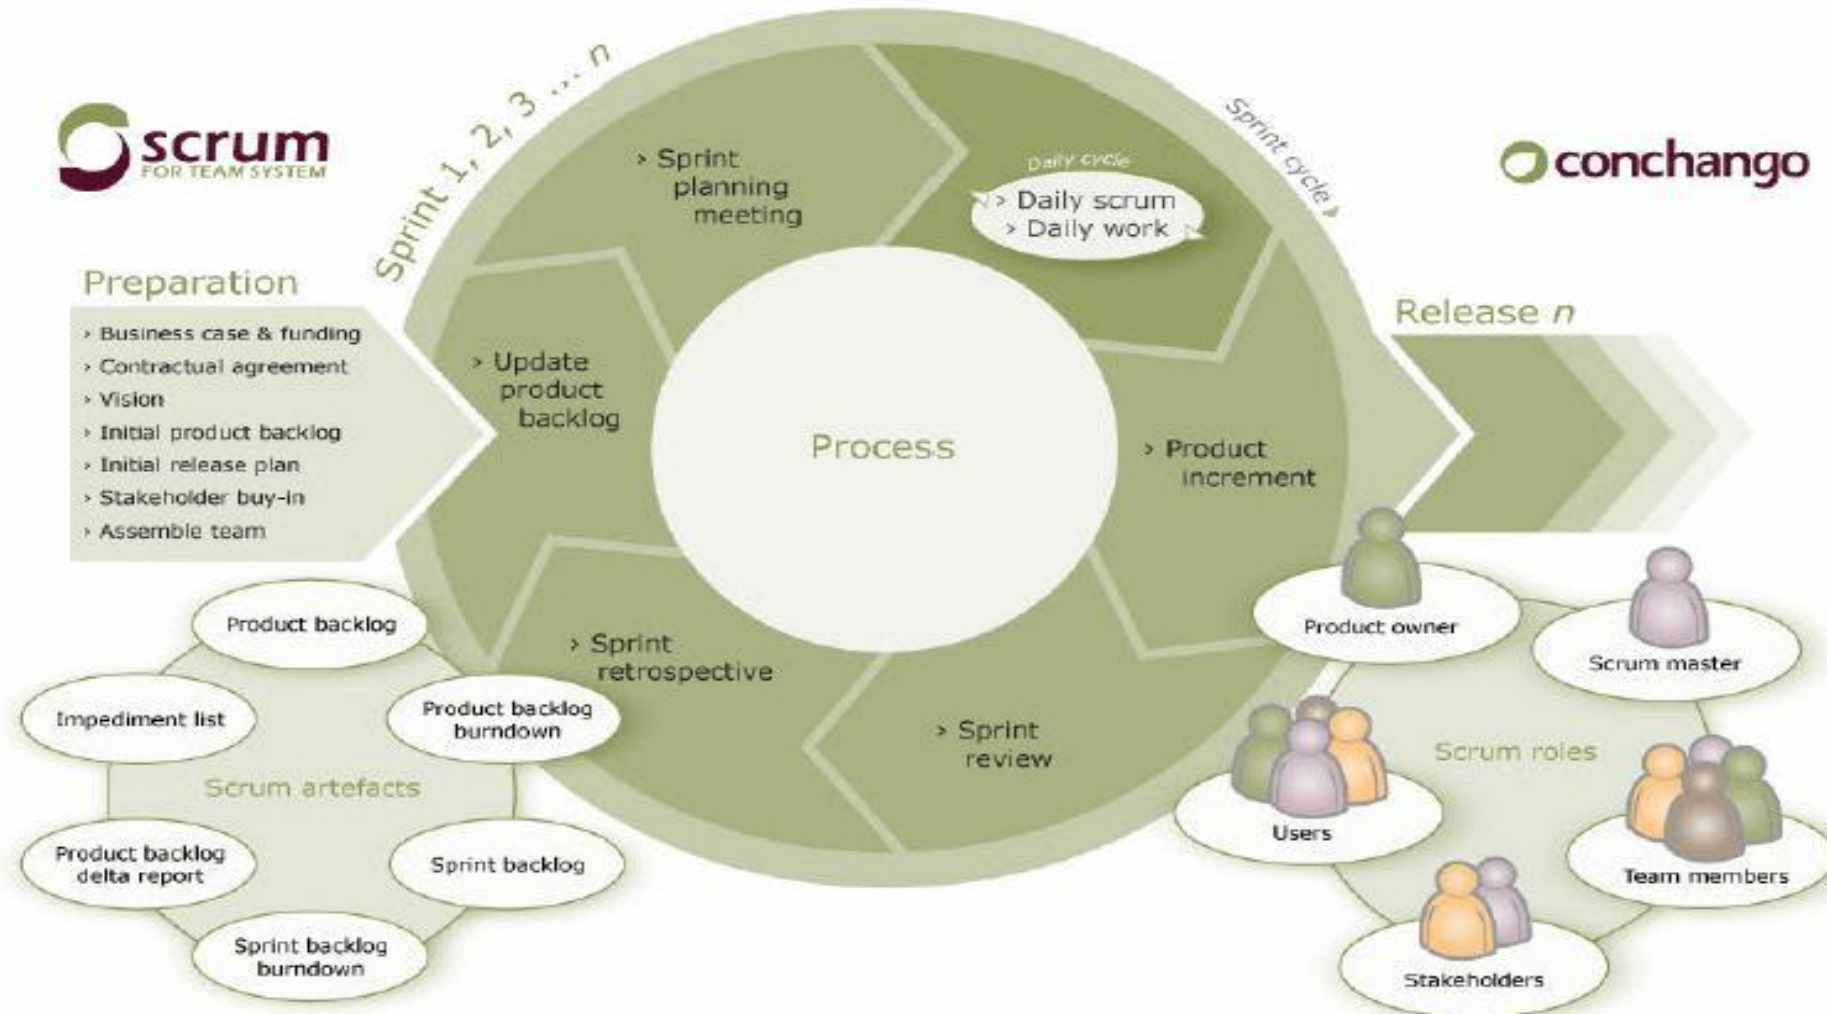 scrum
FOR TEAM SYSTEM
conchango
Preparation
› Business case & funding
› Contractual agreement
› Vision
› Initial product backlog
› Initial release plan
› Stakeholder buy-in
› Assemble team
Sprint 1, 2, 3 ... n
Sprint cycle
› Sprint
planning
meeting
Daily cycle
› Daily scrum
› Daily work
› Update
product
backlog
Process
› Product
increment
› Sprint
retrospective
› Sprint
review
Release n
Product backlog
Impediment list
Product backlog
burndown
Scrum artefacts
Product backlog
delta report
Sprint backlog
Sprint backlog
burndown
Product owner
Scrum master
Scrum roles
Users
Team members
Stakeholders